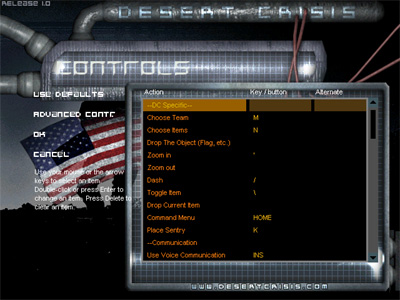 RELEASE 1.0
DESERT CRISIS
CONTROLS
USE DEFAULTS
ADVANCED CONTR
OK
CANCEL
Use your mouse or the arrow
keys to select an item.
Double-click or press Enter to
change an item. Press Delete to
clear an item.
Action Key / button Alternate
--DC Specific--
Choose Team M
Choose Items N
Drop The Object (Flag, etc.)
Zoom in '
Zoom out
Dash /
Toggle Item \
Drop Current Item
Command Menu HOME
Place Sentry K
--Communication
Use Voice Communication INS
WWW.DESERTCRISIS.COM